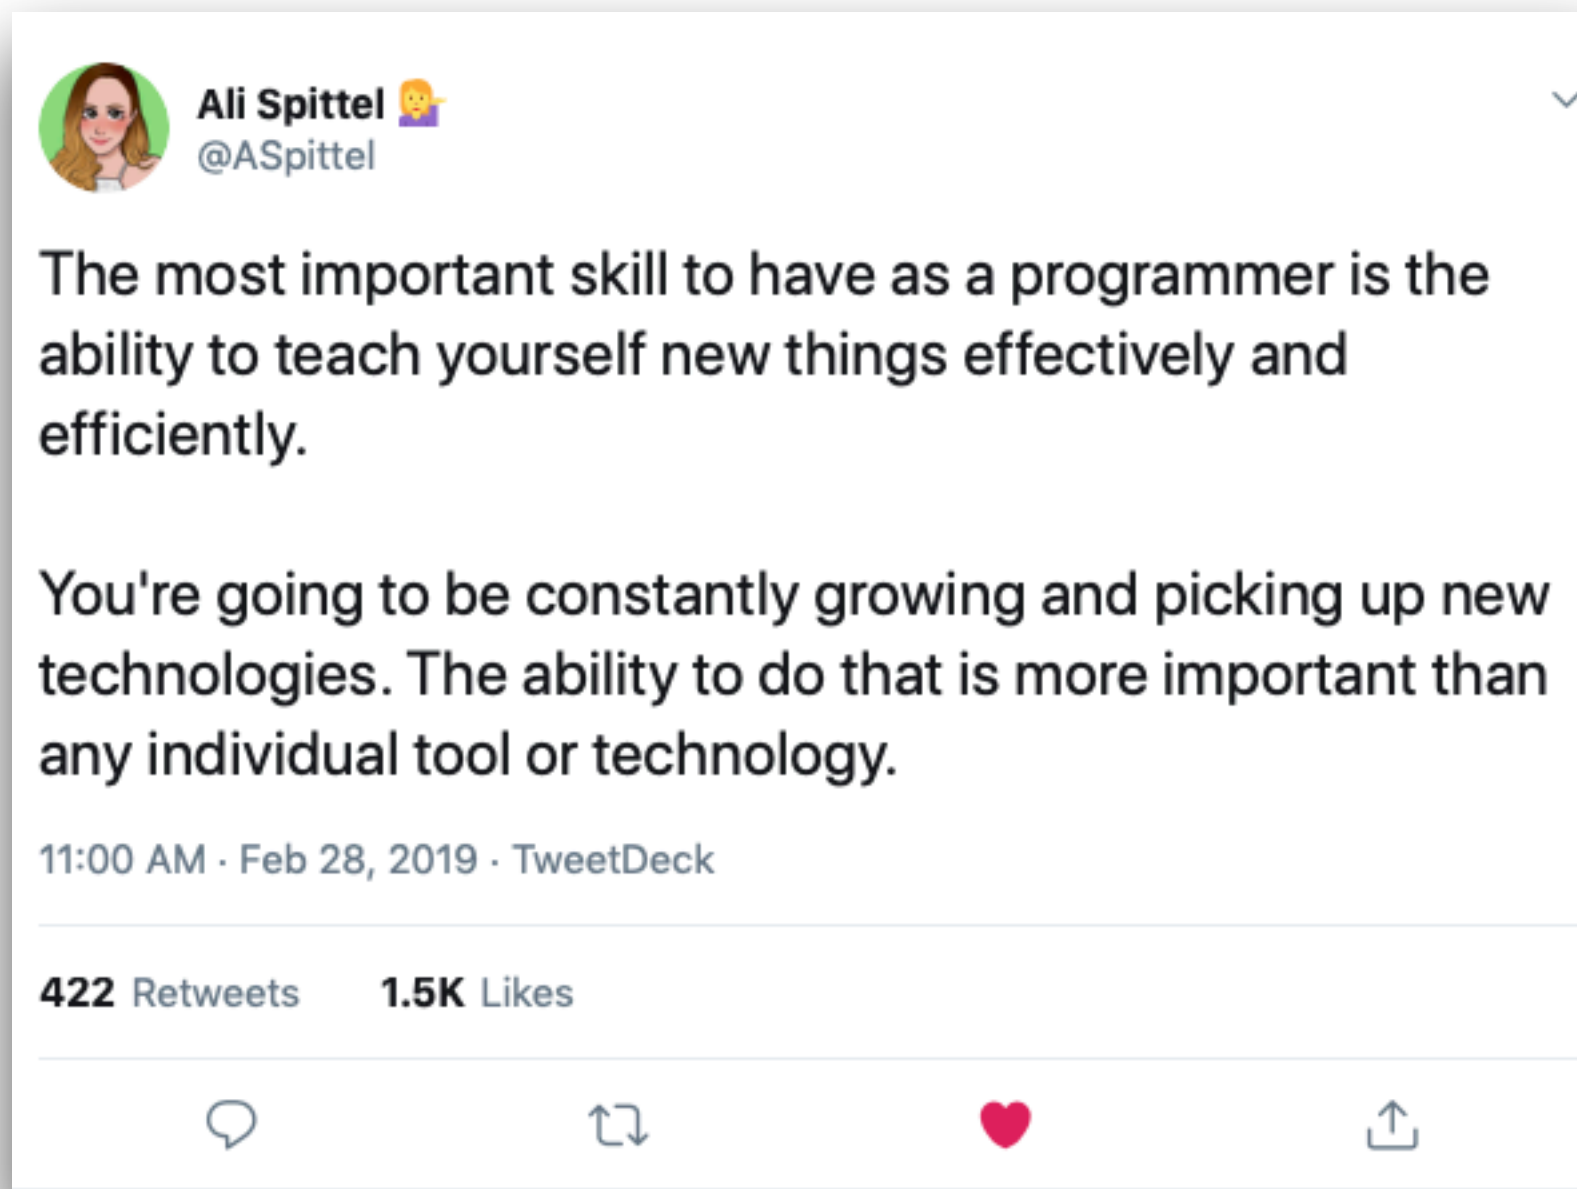 Ali Spittel 💁
@ASpittel
The most important skill to have as a programmer is the
ability to teach yourself new things effectively and
efficiently.
You're going to be constantly growing and picking up new
technologies. The ability to do that is more important than
any individual tool or technology.
11:00 AM · Feb 28, 2019 · TweetDeck
422 Retweets 1.5K Likes